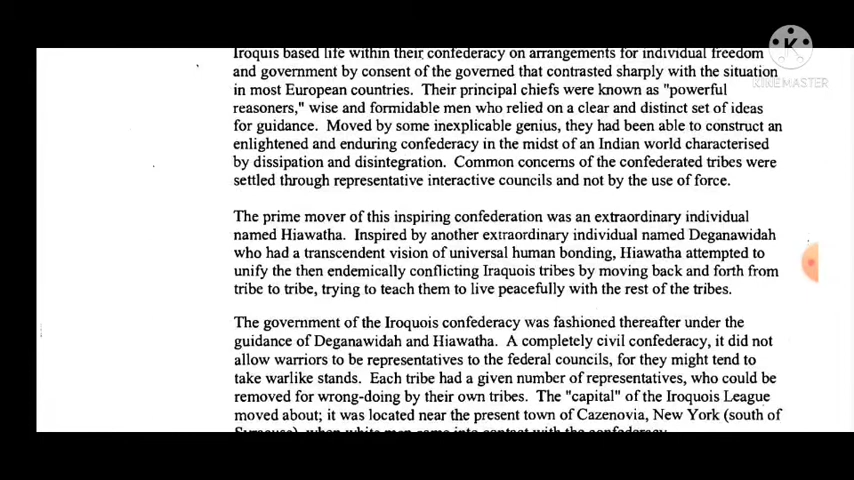 Iroquis based life within their confederacy on arrangements for individual freedom
and government by consent of the governed that contrasted sharply with the situation
in most European countries. Their principal chiefs were known as "powerful
reasoners," wise and formidable men who relied on a clear and distinct set of ideas
for guidance. Moved by some inexplicable genius, they had been able to construct an
enlightened and enduring confederacy in the midst of an Indian world characterised
by dissipation and disintegration. Common concerns of the confederated tribes were
settled through representative interactive councils and not by the use of force.
The prime mover of this inspiring confederation was an extraordinary individual
named Hiawatha. Inspired by another extraordinary individual named Deganawidah
who had a transcendent vision of universal human bonding, Hiawatha attempted to
unify the then endemically conflicting Iraquois tribes by moving back and forth from
tribe to tribe, trying to teach them to live peacefully with the rest of the tribes.
The government of the Iroquois confederacy was fashioned thereafter under the
guidance of Deganawidah and Hiawatha. A completely civil confederacy, it did not
allow warriors to be representatives to the federal councils, for they might tend to
take warlike stands. Each tribe had a given number of representatives, who could be
removed for wrong-doing by their own tribes. The "capital" of the Iroquois League
moved about; it was located near the present town of Cazenovia, New York (south of
Syracuse), when white men came into contact with the confederacy.
K
KINEMASTER